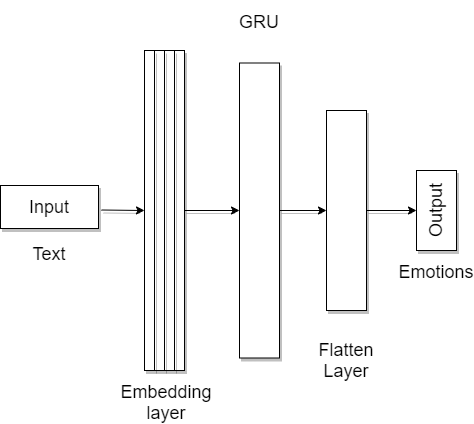 GRU
Input
Text
Embedding
layer
Flatten
Layer
Output
Emotions